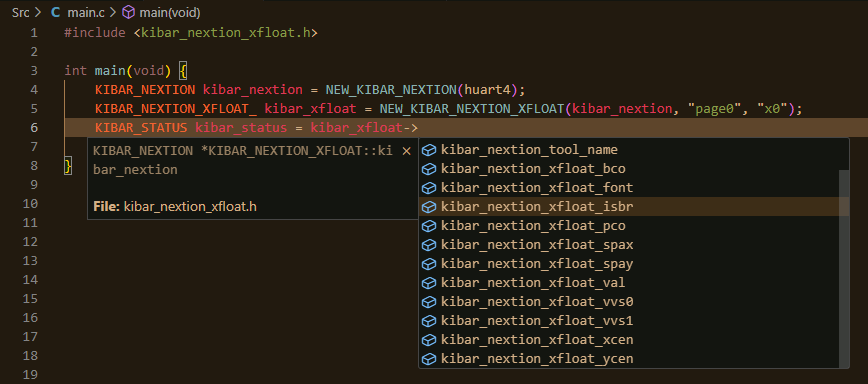 Src > C main.c > main(void)
1 #include <kibar_nextion_xfloat.h>
2
3 int main(void) {
4 KIBAR_NEXTION kibar_nextion = NEW_KIBAR_NEXTION(huart4);
5 KIBAR_NEXTION_XFLOAT_ kibar_xfloat = NEW_KIBAR_NEXTION_XFLOAT(kibar_nextion, "page0", "x0");
6 KIBAR_STATUS kibar_status = kibar_xfloat->
7
8 }
9
10
11
12
13
14
15
16
17
18
19
KIBAR_NEXTION *KIBAR_NEXTION_XFLOAT::ki
bar_nextion
File: kibar_nextion_xfloat.h
kibar_nextion_tool_name
kibar_nextion_xfloat_bco
kibar_nextion_xfloat_font
kibar_nextion_xfloat_isbr
kibar_nextion_xfloat_pco
kibar_nextion_xfloat_spax
kibar_nextion_xfloat_spay
kibar_nextion_xfloat_val
kibar_nextion_xfloat_vvs0
kibar_nextion_xfloat_vvs1
kibar_nextion_xfloat_xcen
kibar_nextion_xfloat_ycen